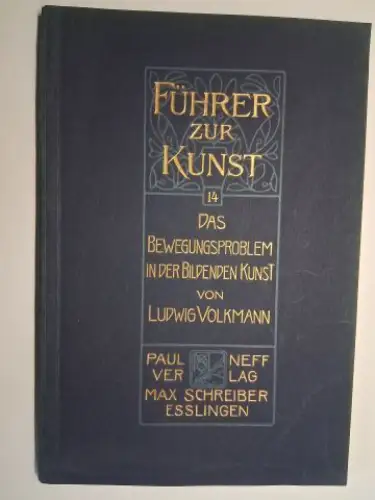 FÜHRER
ZUR
KUNST
14
DAS
BEWEGUNGSPROBLEM
IN DER BILDENDEN KUNST
VON
LUDWIG VOLKMANN
PAUL NEFF
VER LAG
MAX SCHREIBER
ESSLINGEN